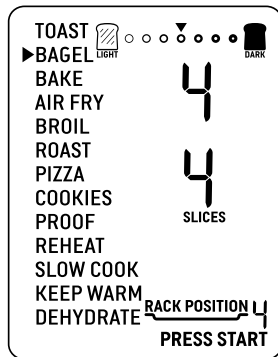 TOAST
LIGHT
DARK
BAGEL
BAKE
4
AIR FRY
BROIL
ROAST
4
PIZZA
COOKIES
SLICES
PROOF
REHEAT
SLOW COOK
KEEP WARM
RACK POSITION 4
DEHYDRATE
PRESS START